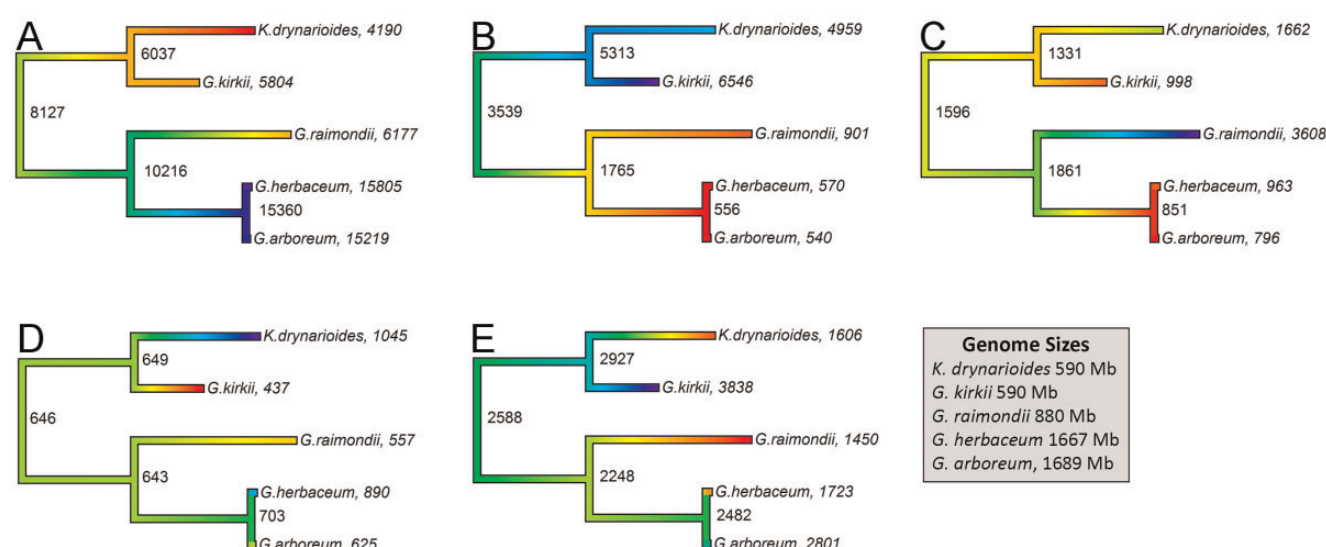 A
K.drynarioides, 4190
6037
G.kirkii, 5804
8127
G.raimondii, 6177
10216
G.herbaceum, 15805
15360
G.arboreum, 15219
B
K.drynarioides, 4959
5313
G.kirkii, 6546
3539
G.raimondii, 901
1765
G.herbaceum, 570
556
G.arboreum, 540
C
K.drynarioides, 1662
1331
G.kirkii, 998
1596
G.raimondii, 3608
1861
G.herbaceum, 963
851
G.arboreum, 796
D
K.drynarioides, 1045
649
G.kirkii, 437
646
G.raimondii, 557
643
G.herbaceum, 890
703
G.arboreum, 625
E
K.drynarioides, 1606
2927
G.kirkii, 3838
2588
G.raimondii, 1450
2248
G.herbaceum, 1723
2482
G.arboreum, 2801
Genome Sizes
K. drynarioides 590 Mb
G. kirkii 590 Mb
G. raimondii 880 Mb
G. herbaceum 1667 Mb
G. arboreum, 1689 Mb